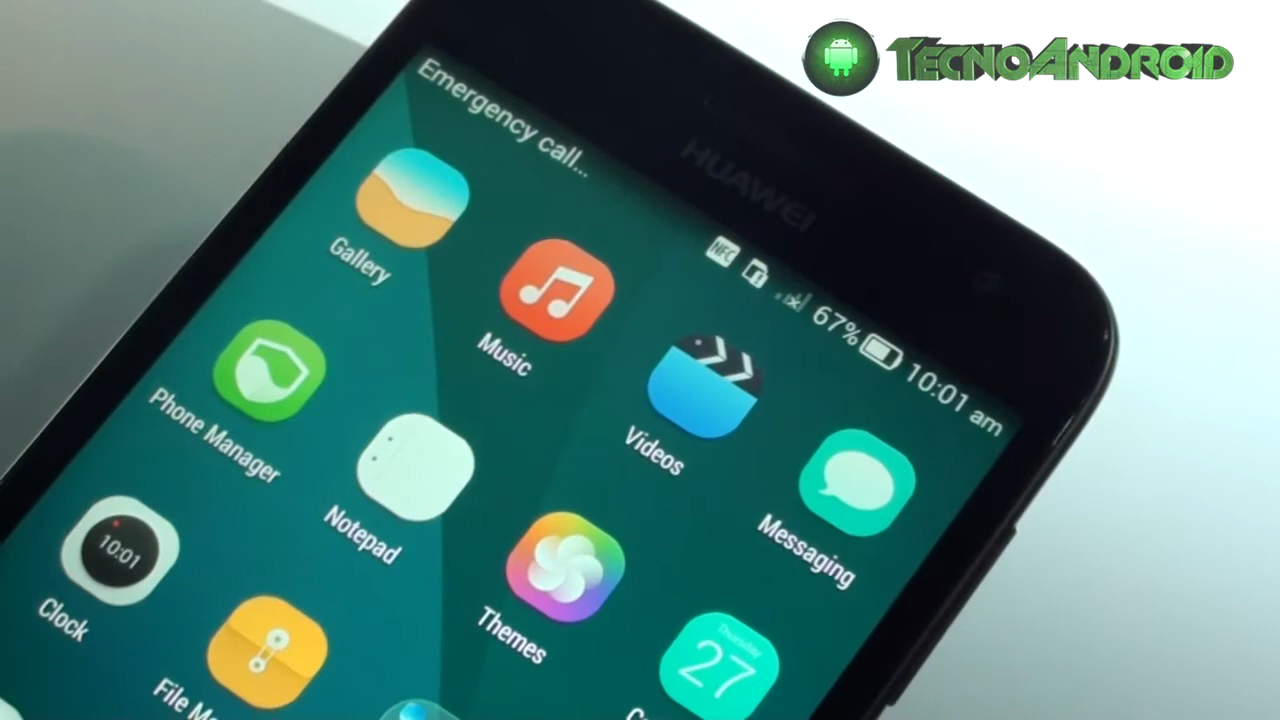 TECNOANDROID
HUAWEI
Emergency call...
NFC
67%
10:01 am
Gallery
Music
Videos
Messaging
Phone Manager
Notepad
Themes
Thursday
27
10:01
Clock
File M